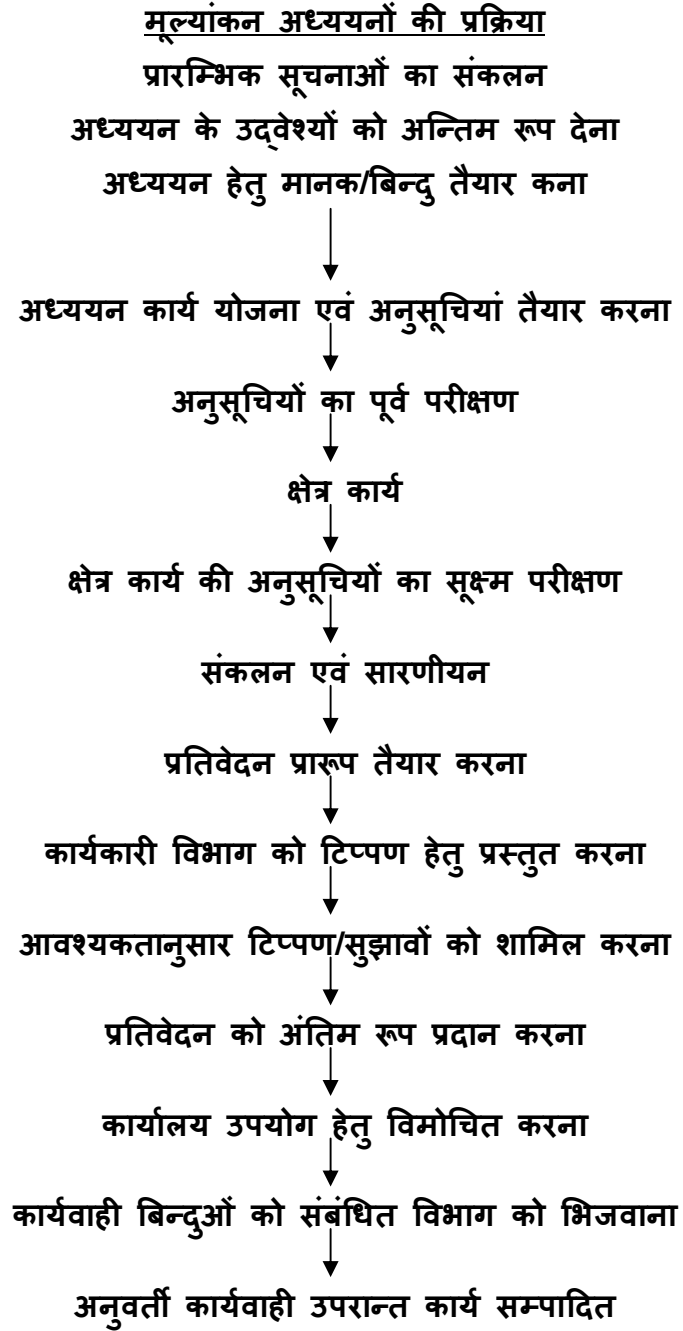 मूल्यांकन अध्ययनों की प्रक्रिया
प्रारम्भिक सूचनाओं का संकलन
अध्ययन के उद्‌वेश्यों को अन्तिम रूप देना
अध्ययन हेतु मानक/बिन्दु तैयार कना
अध्ययन कार्य योजना एवं अनुसूचियां तैयार करना
अनुसूचियों का पूर्व परीक्षण
क्षेत्र कार्य
क्षेत्र कार्य की अनुसूचियों का सूक्ष्म परीक्षण
संकलन एवं सारणीयन
प्रतिवेदन प्रारूप तैयार करना
कार्यकारी विभाग को टिप्पण हेतु प्रस्तुत करना
आवश्यकतानुसार टिप्पण/सुझावों को शामिल करना
प्रतिवेदन को अंतिम रूप प्रदान करना
कार्यालय उपयोग हेतु विमोचित करना
कार्यवाही बिन्दुओं को संबंधित विभाग को भिजवाना
अनुवर्ती कार्यवाही उपरान्त कार्य सम्पादित